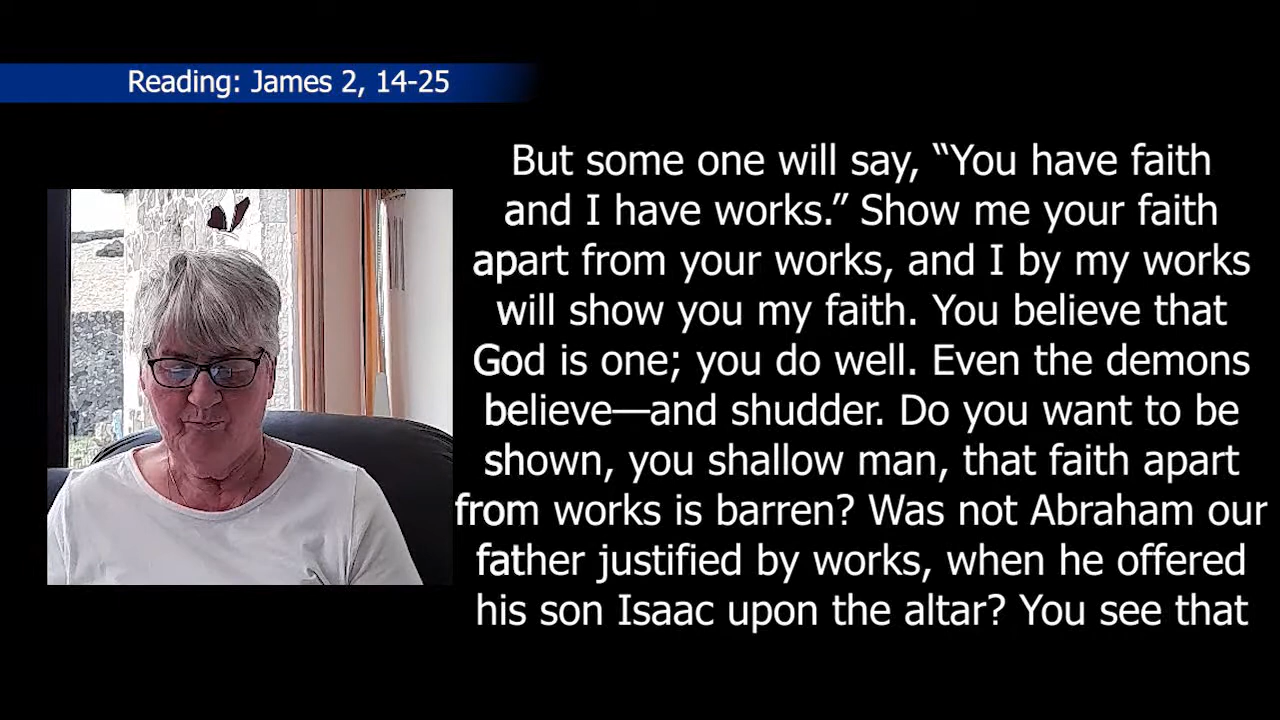 Reading: James 2, 14-25
But some one will say, “You have faith
and I have works.” Show me your faith
apart from your works, and I by my works
will show you my faith. You believe that
God is one; you do well. Even the demons
believe—and shudder. Do you want to be
shown, you shallow man, that faith apart
from works is barren? Was not Abraham our
father justified by works, when he offered
his son Isaac upon the altar? You see that